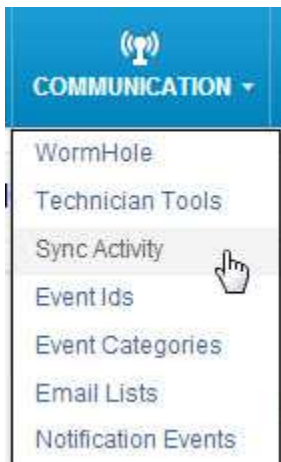 COMMUNICATION
WormHole
Technician Tools
Sync Activity
Event Ids
Event Categories
Email Lists
Notification Events